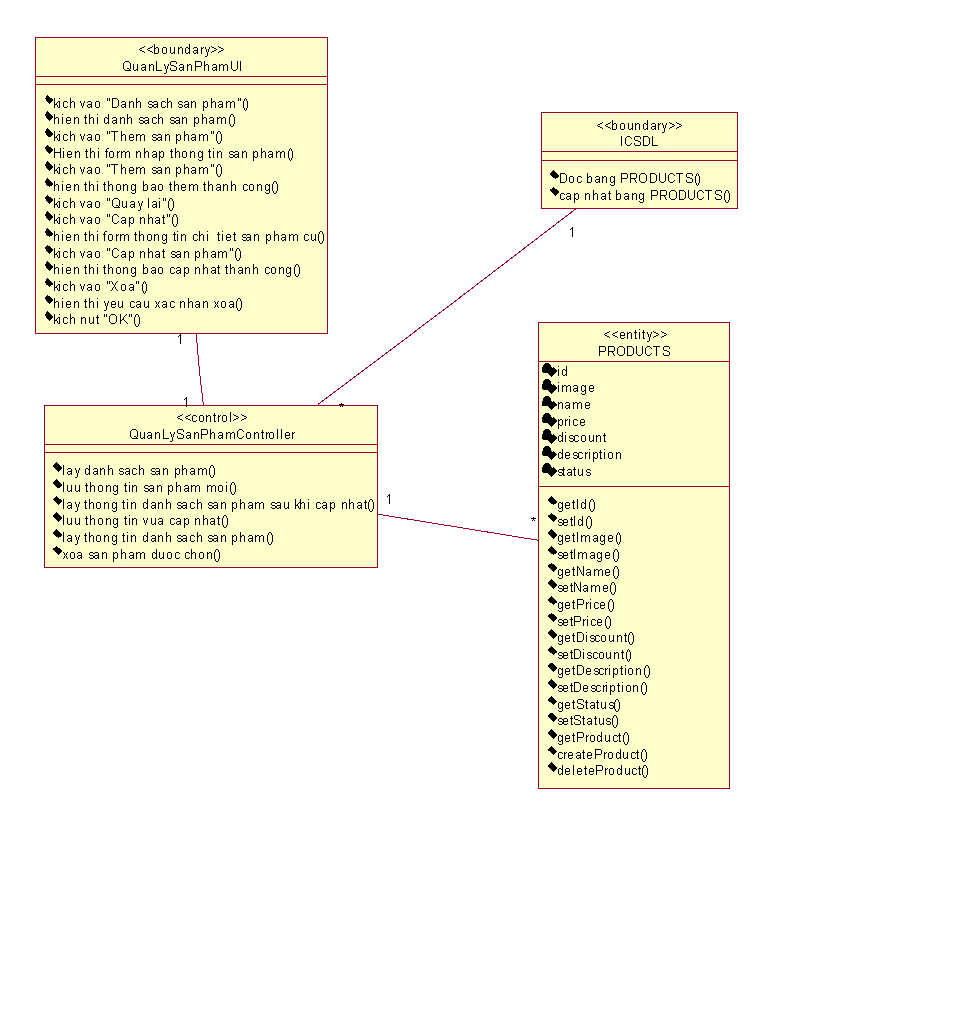 <<boundary>>
QuanLySanPhamUI
kich vao "Danh sach san pham"()
hien thi danh sach san pham()
kich vao "Them san pham"()
Hien thi form nhap thong tin san pham()
kich vao "Them san pham"()
hien thi thong bao them thanh cong()
kich vao "Quay lai"()
kich vao "Cap nhat"()
hien thi form thong tin chi tiet san pham cu()
kich vao "Cap nhat san pham"()
hien thi thong bao cap nhat thanh cong()
kich vao "Xoa"()
hien thi yeu cau xac nhan xoa()
kich nut "OK"()
1
1
<<boundary>>
ICSDL
Doc bang PRODUCTS()
cap nhat bang PRODUCTS()
1
*
<<control>>
QuanLySanPhamController
lay danh sach san pham()
luu thong tin san pham moi()
lay thong tin danh sach san pham sau khi cap nhat()
luu thong tin vua cap nhat()
lay thong tin danh sach san pham()
xoa san pham duoc chon()
1
*
<<entity>>
PRODUCTS
id
image
name
price
discount
description
status
getId()
setId()
getImage()
setImage()
getName()
setName()
getPrice()
setPrice()
getDiscount()
setDiscount()
getDescription()
setDescription()
getStatus()
setStatus()
getProduct()
createProduct()
deleteProduct()